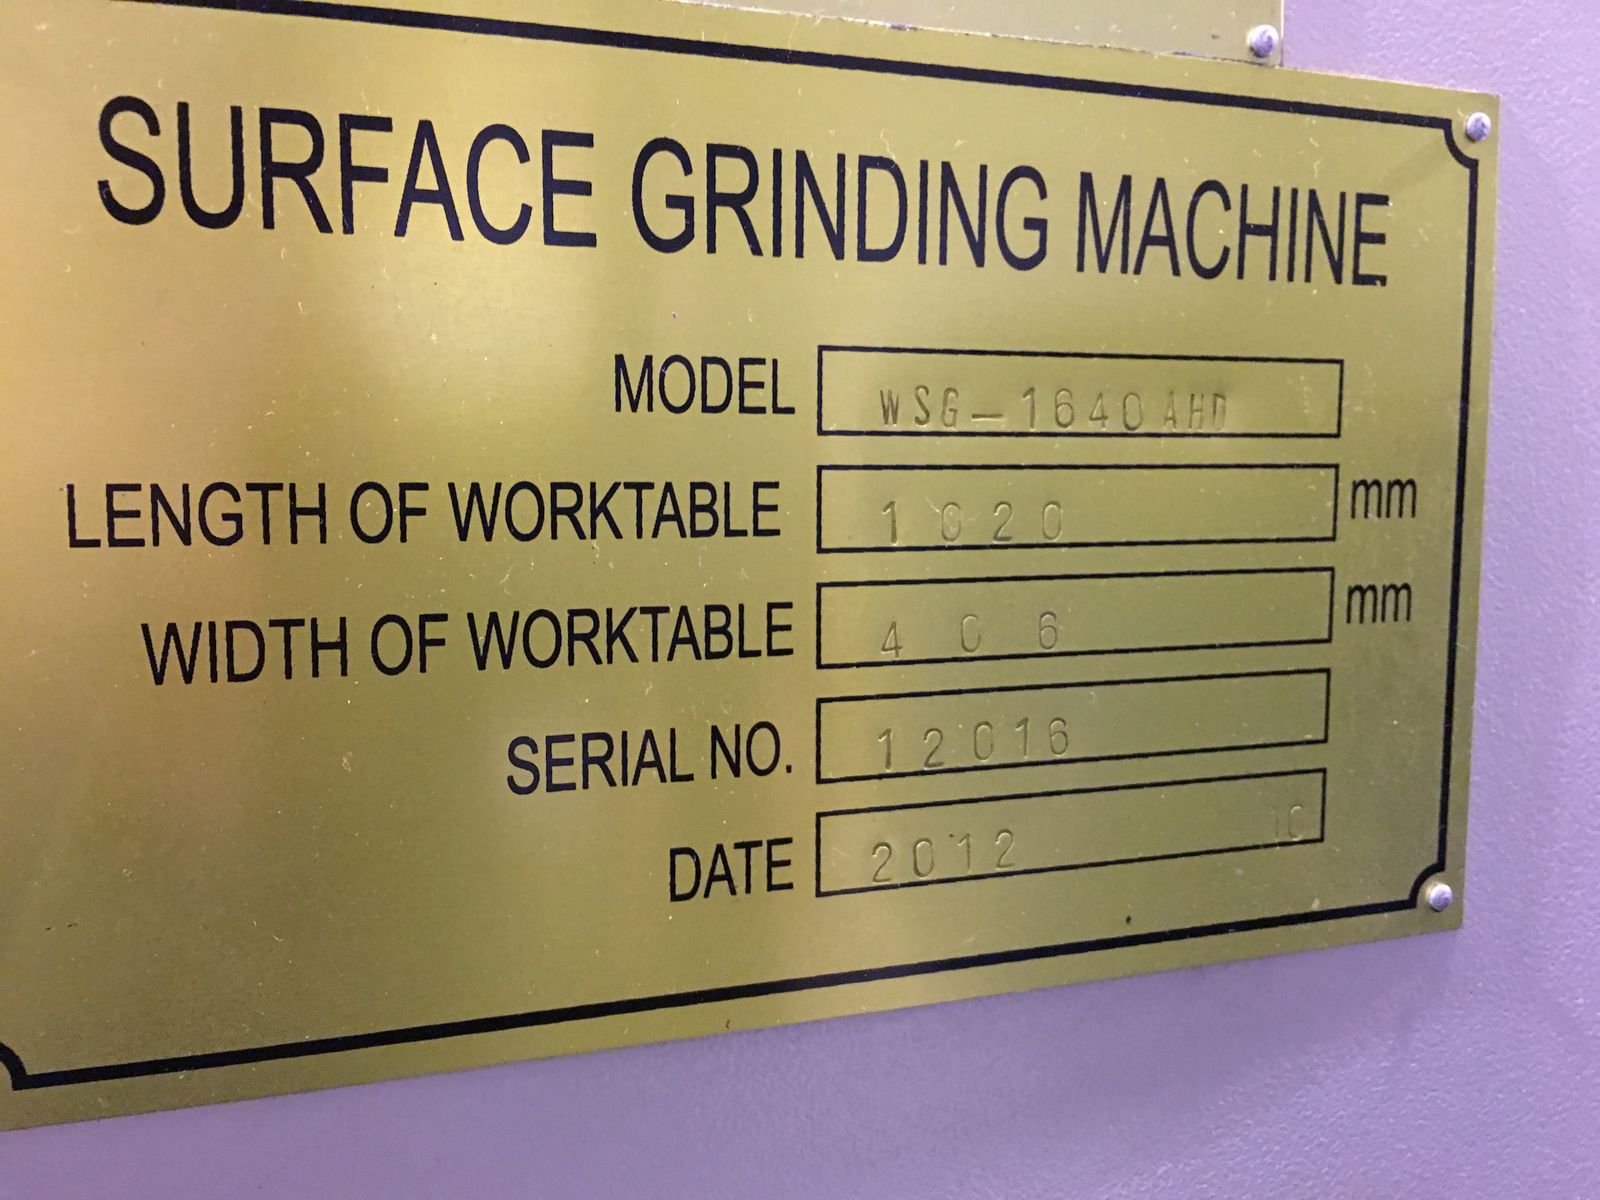 SURFACE GRINDING MACHINE
MODEL WSG-1640AHD
LENGTH OF WORKTABLE 1020 mm
WIDTH OF WORKTABLE 406 mm
SERIAL NO. 12016
DATE 2012 10